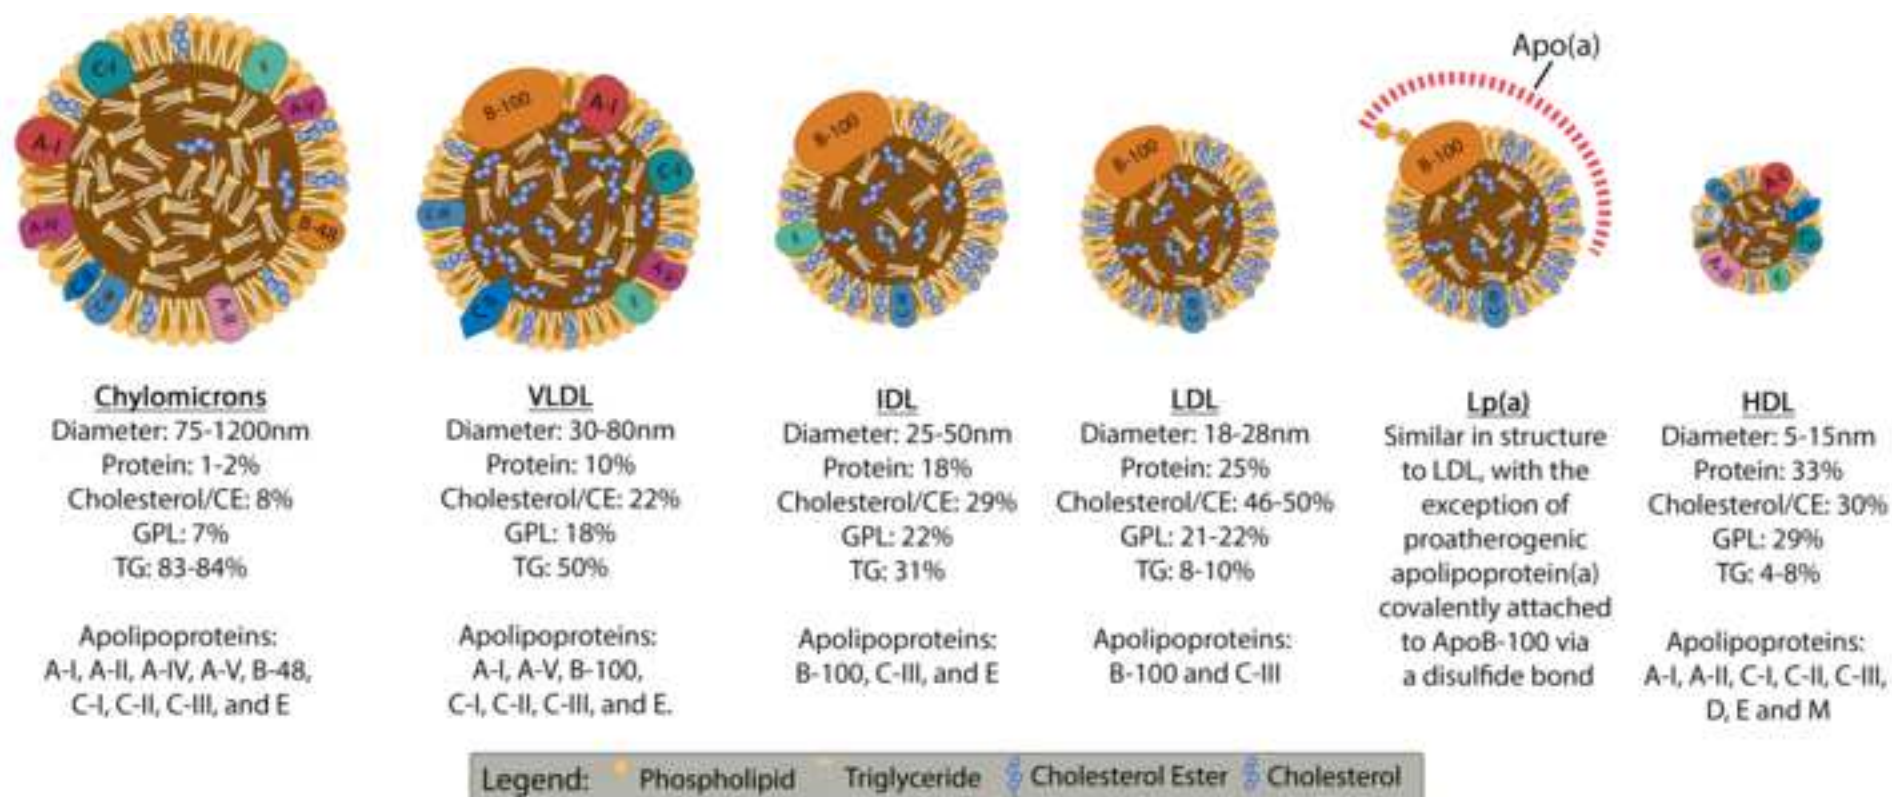 Apo(a)
C-I
E
A-V
A-I
B-48
A-IV
A-II
B-100
A-I
C-I
C-III
A-V
E
B-100
E
B-100
B-100
A-I
A-II
Chylomicrons
Diameter: 75-1200nm
Protein: 1-2%
Cholesterol/CE: 8%
GPL: 7%
TG: 83-84%
Apolipoproteins:
A-I, A-II, A-IV, A-V, B-48,
C-I, C-II, C-III, and E
VLDL
Diameter: 30-80nm
Protein: 10%
Cholesterol/CE: 22%
GPL: 18%
TG: 50%
Apolipoproteins:
A-I, A-V, B-100,
C-I, C-II, C-III, and E.
IDL
Diameter: 25-50nm
Protein: 18%
Cholesterol/CE: 29%
GPL: 22%
TG: 31%
Apolipoproteins:
B-100, C-III, and E
LDL
Diameter: 18-28nm
Protein: 25%
Cholesterol/CE: 46-50%
GPL: 21-22%
TG: 8-10%
Apolipoproteins:
B-100 and C-III
Lp(a)
Similar in structure
to LDL, with the
exception of
proatherogenic
apolipoprotein(a)
covalently attached
to ApoB-100 via
a disulfide bond
HDL
Diameter: 5-15nm
Protein: 33%
Cholesterol/CE: 30%
GPL: 29%
TG: 4-8%
Apolipoproteins:
A-I, A-II, C-I, C-II, C-III,
D, E and M
Legend: Phospholipid Triglyceride Cholesterol Ester Cholesterol